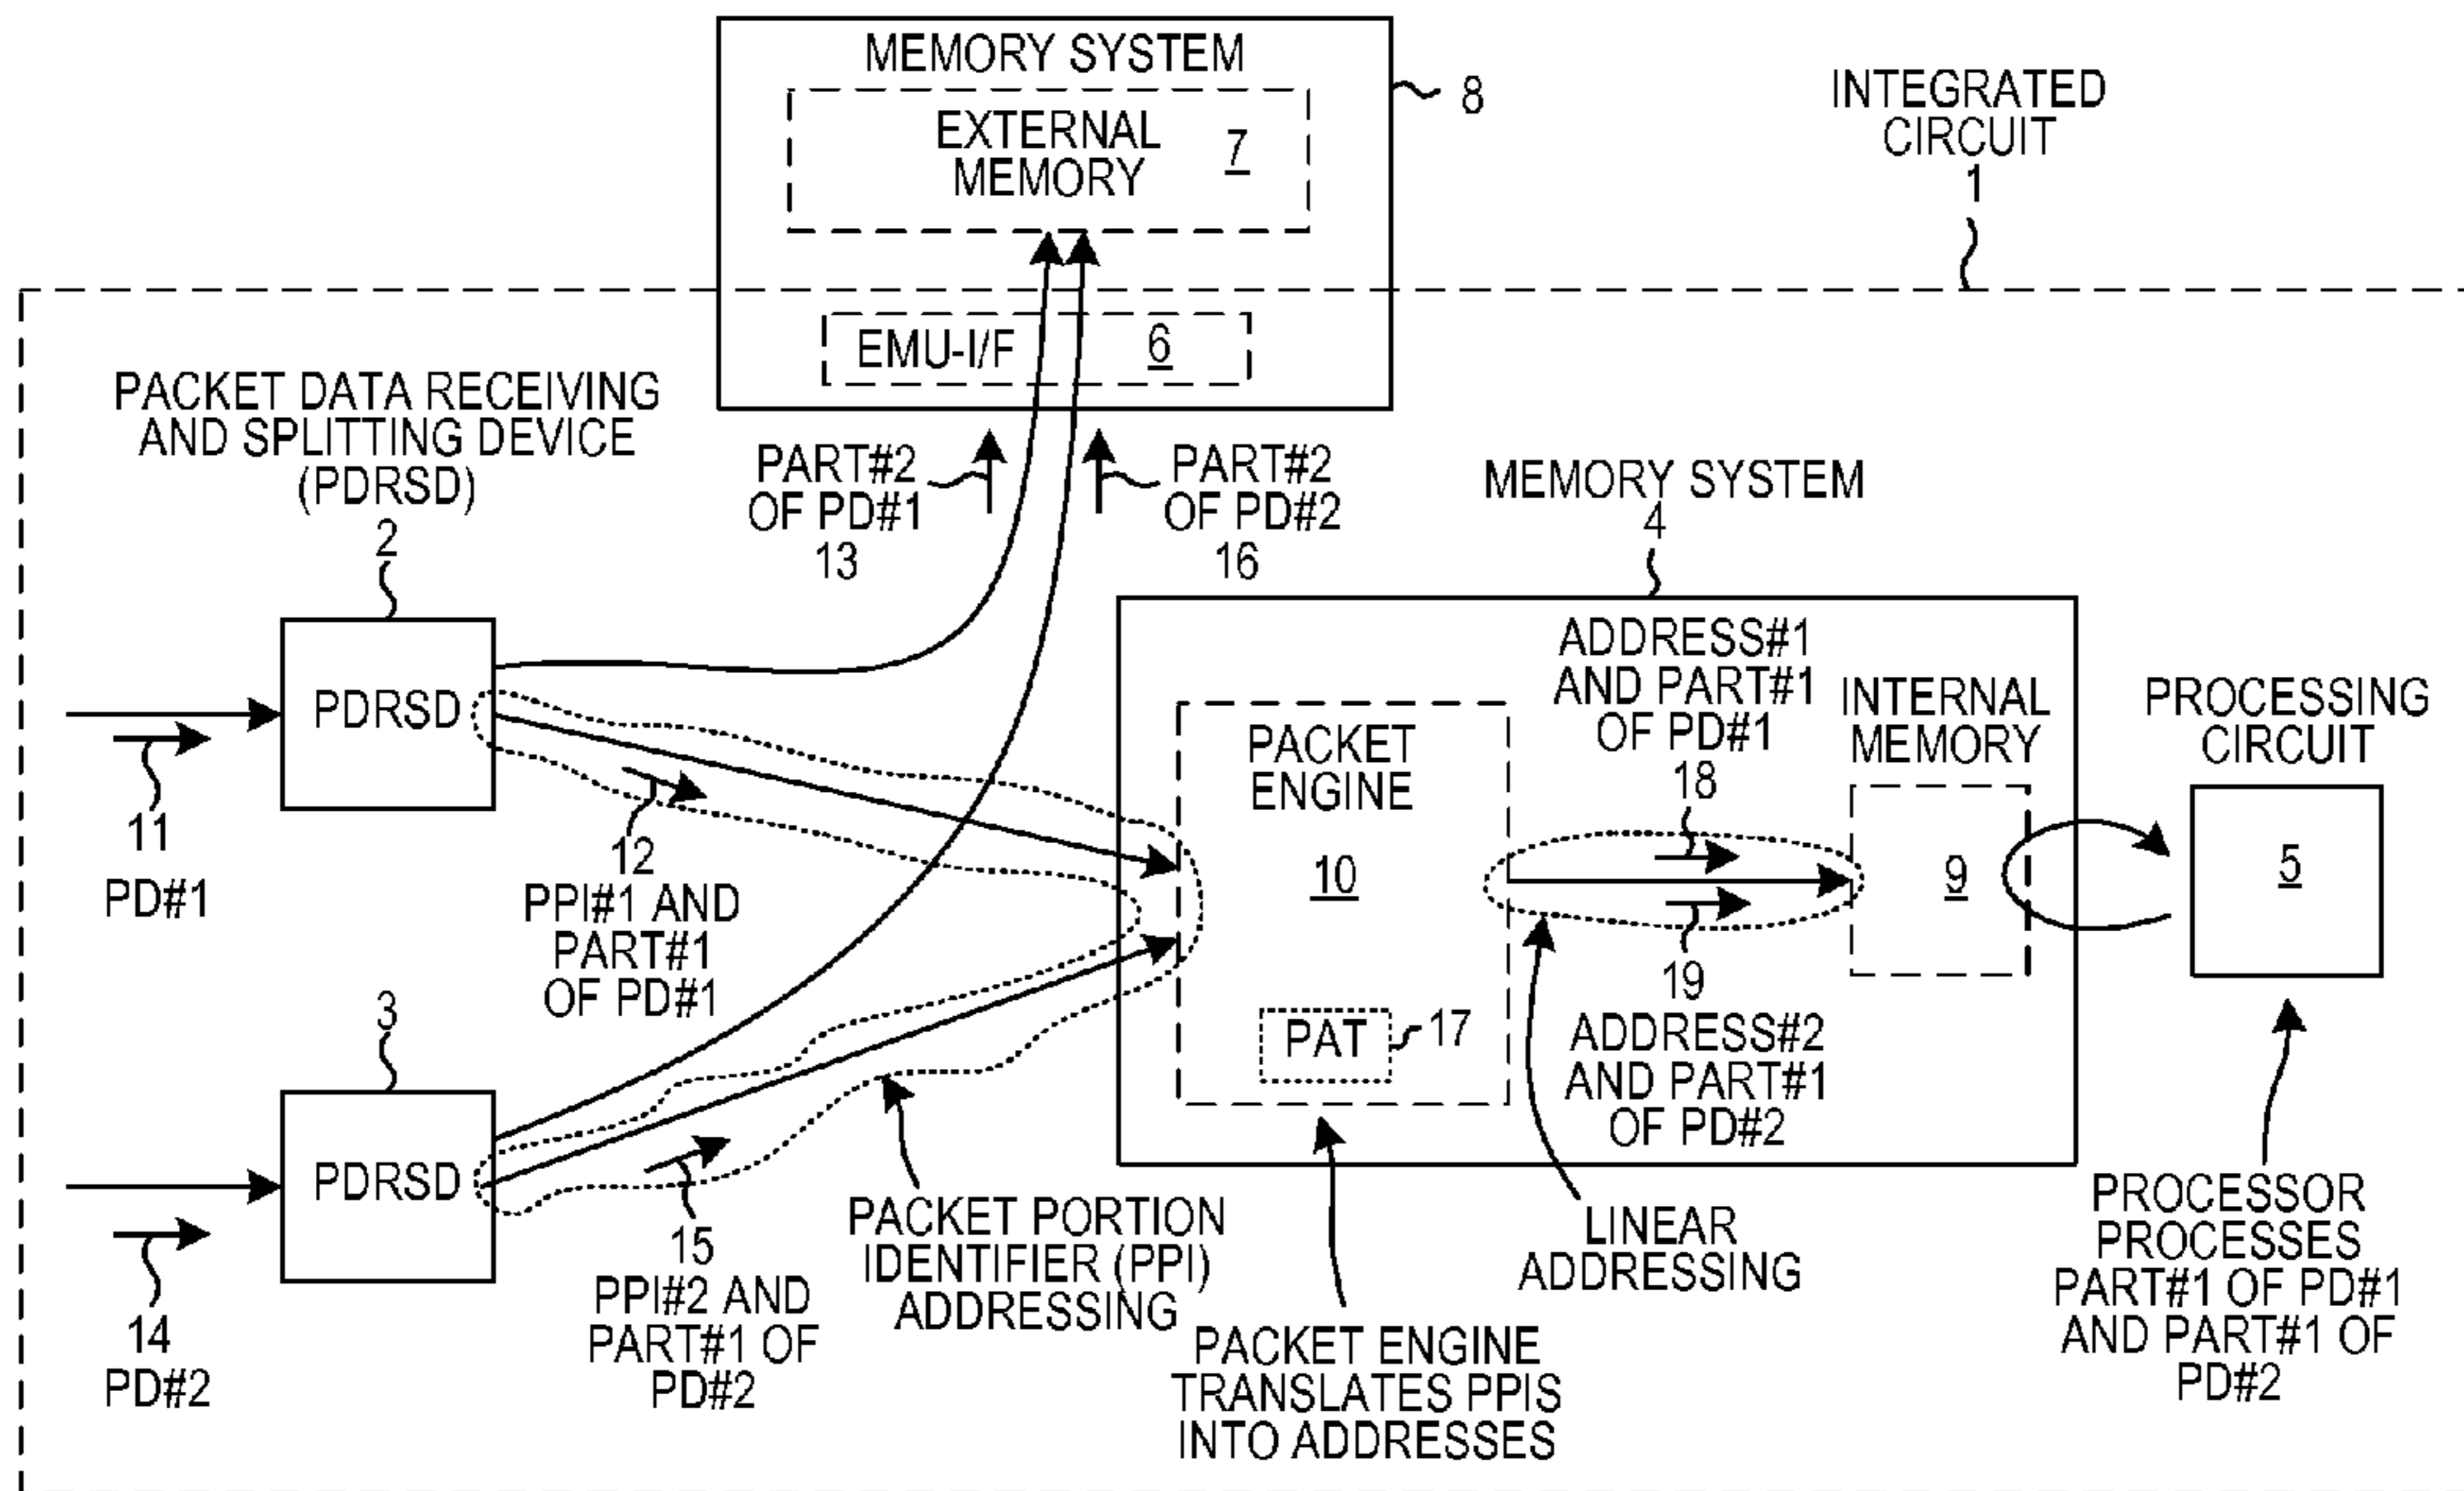 MEMORY SYSTEM
EXTERNAL
MEMORY
7
8
INTEGRATED
CIRCUIT
1
EMU-I/F
6
PACKET DATA RECEIVING
AND SPLITTING DEVICE
(PDRSD)
2
PART#2
OF PD#1
13
PART#2
OF PD#2
16
MEMORY SYSTEM
4
PDRSD
11
PD#1
12
PPI#1 AND
PART#1
OF PD#1
PACKET
ENGINE
10
PAT
17
ADDRESS#1
AND PART#1
OF PD#1
18
INTERNAL
MEMORY
9
PROCESSING
CIRCUIT
5
19
ADDRESS#2
AND PART#1
OF PD#2
3
PDRSD
14
PD#2
15
PPI#2 AND
PART#1 OF
PD#2
PACKET PORTION
IDENTIFIER (PPI)
ADDRESSING
PACKET ENGINE
TRANSLATES PPIS
INTO ADDRESSES
LINEAR
ADDRESSING
PROCESSOR
PROCESSES
PART#1 OF PD#1
AND PART#1 OF
PD#2